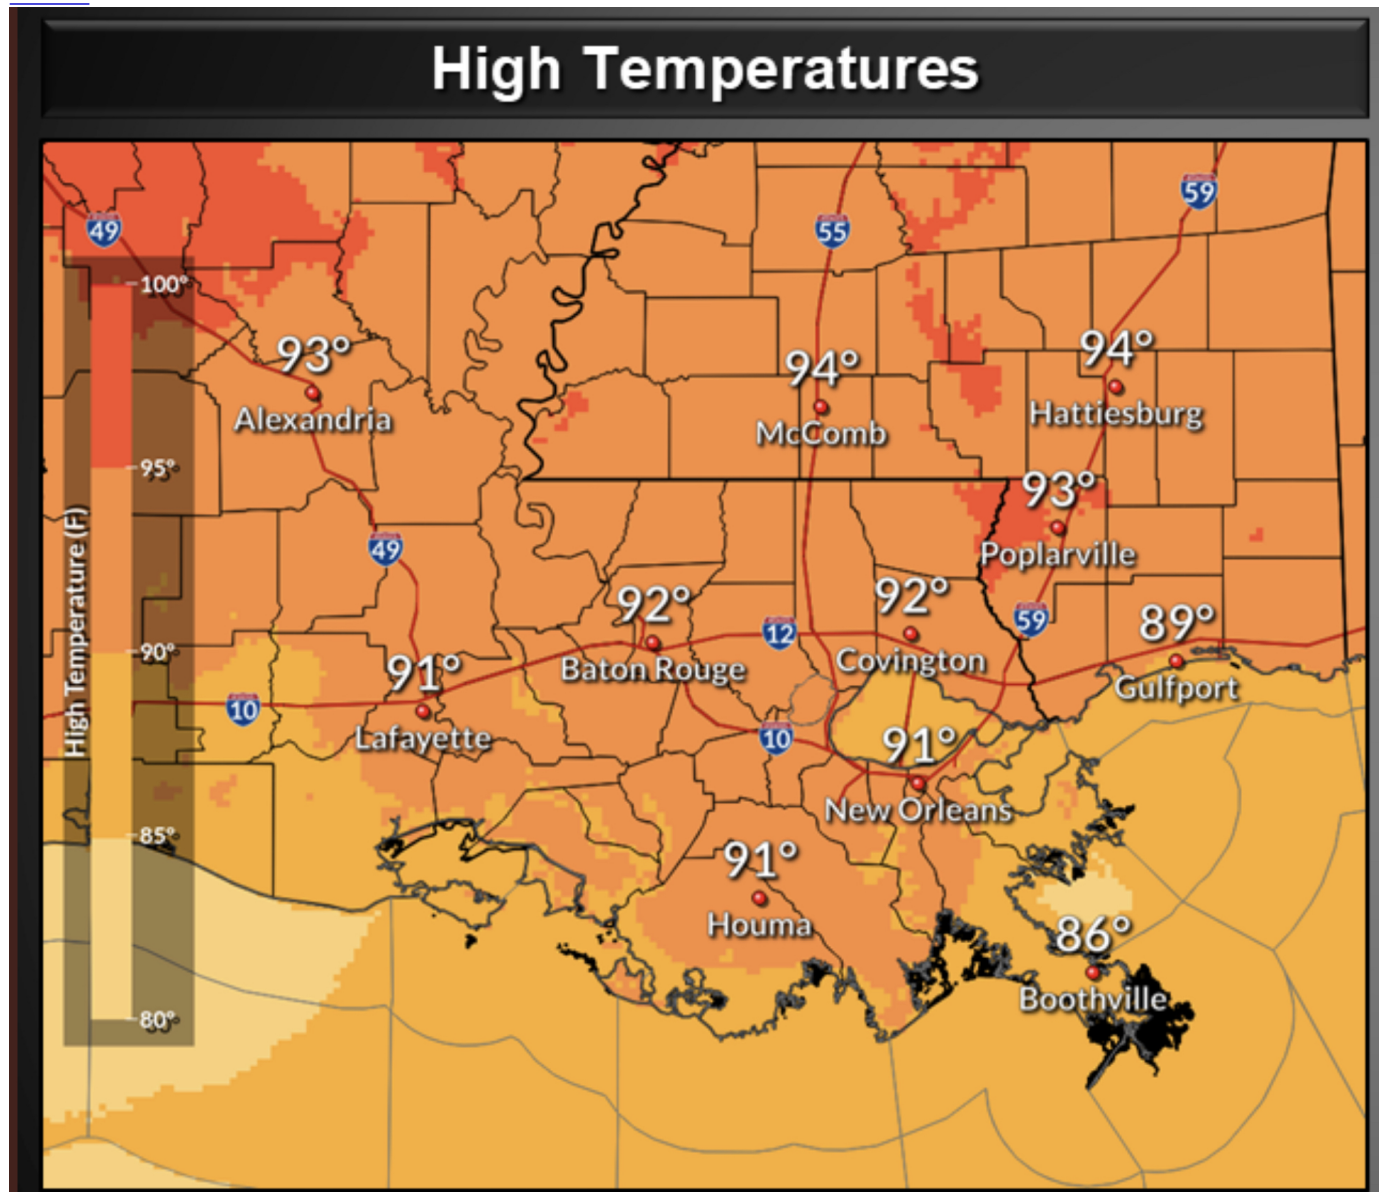 High Temperatures
59
49
55
100°
94°
93°
94°
Hattiesburg
Alexandria
McComb
95°
93°
High Temperature (F)
49
Poplarville
92°
92°
59
89°
12
90°
91°
Baton Rouge
Covington
Gulfport
10
Lafayette
10
91°
New Orleans
85°
91°
Houma
86°
Boothville
80°